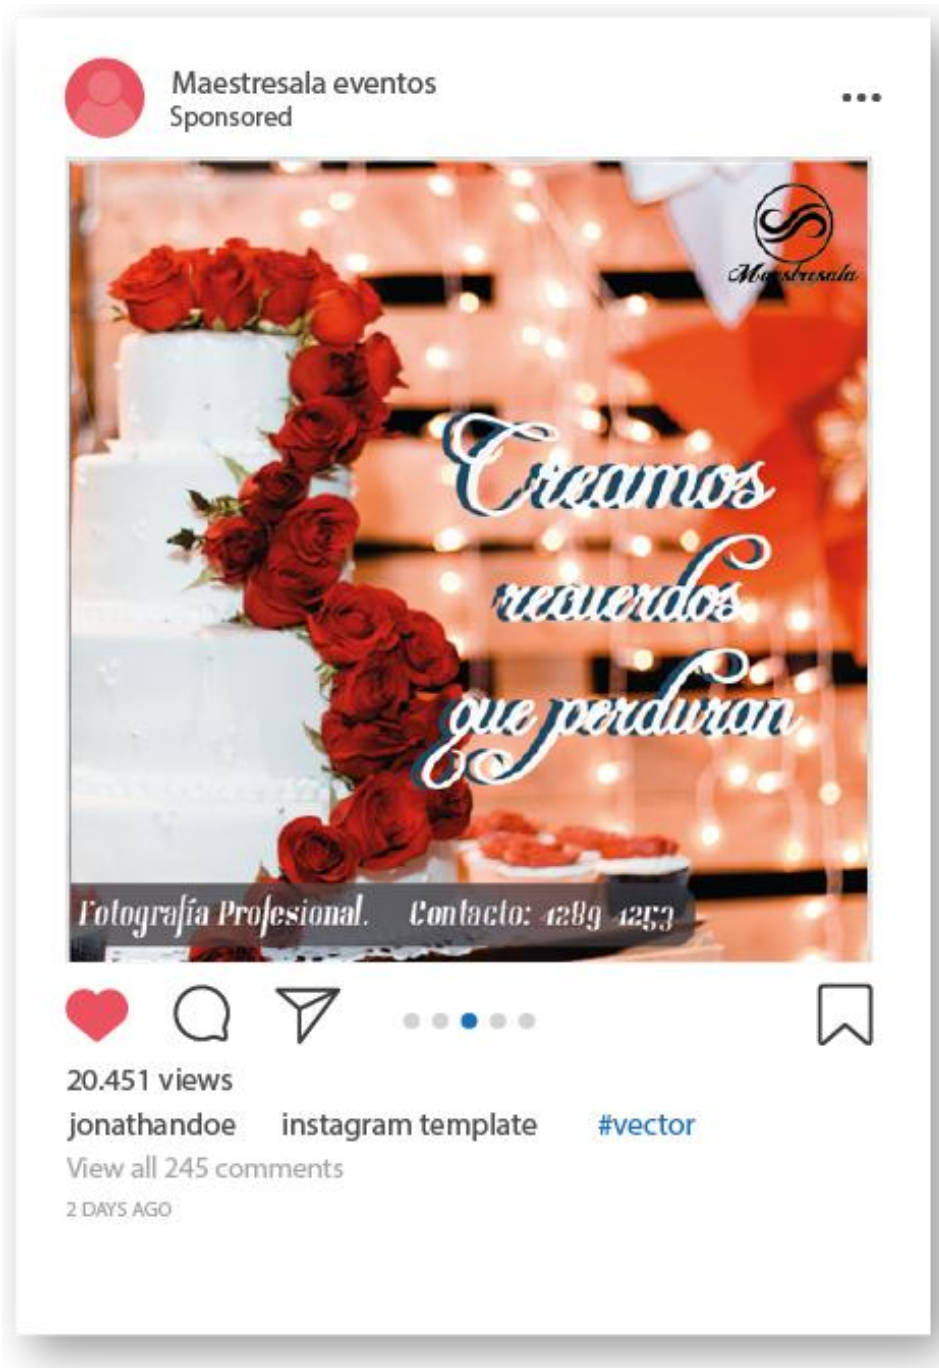 Maestresala eventos
Sponsored
Maestresala
Creamos
recuerdos
que perduran
Fotografía Profesional. Contacto: 4289 4253
20.451 views
jonathandoe instagram template #vector
View all 245 comments
2 DAYS AGO